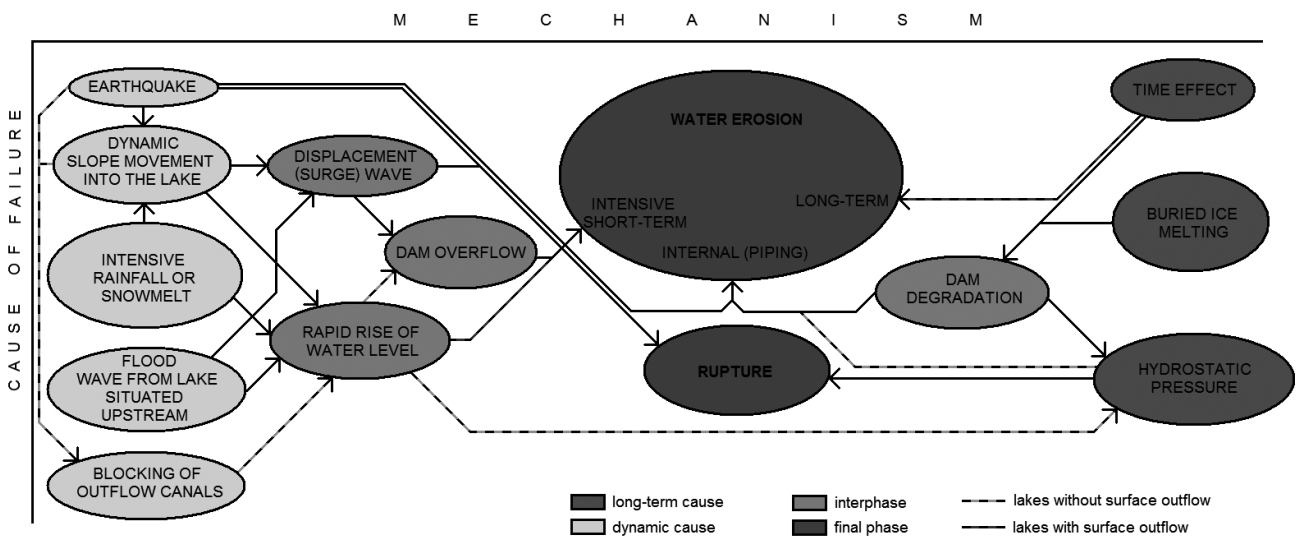 M E C H A N I S M
CAUSE OF FAILURE
EARTHQUAKE
DYNAMIC
SLOPE MOVEMENT
INTO THE LAKE
INTENSIVE
RAINFALL OR
SNOWMELT
FLOOD
WAVE FROM LAKE
SITUATED
UPSTREAM
BLOCKING OF
OUTFLOW CANALS
DISPLACEMENT
(SURGE) WAVE
DAM OVERFLOW
RAPID RISE OF
WATER LEVEL
WATER EROSION
INTENSIVE
SHORT-TERM
LONG-TERM
INTERNAL (PIPING)
RUPTURE
TIME EFFECT
BURIED ICE
MELTING
DAM
DEGRADATION
HYDROSTATIC
PRESSURE
long-term cause
dynamic cause
interphase
final phase
lakes without surface outflow
lakes with surface outflow